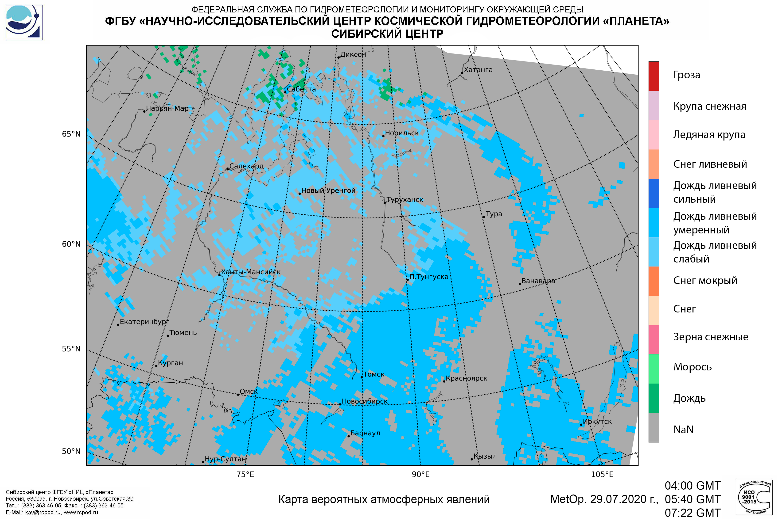 ФЕДЕРАЛЬНАЯ СЛУЖБА ПО ГИДРОМЕТЕОРОЛОГИИ И МОНИТОРИНГУ ОКРУЖАЮЩЕЙ СРЕДЫ
ФГБУ «НАУЧНО-ИССЛЕДОВАТЕЛЬСКИЙ ЦЕНТР КОСМИЧЕСКОЙ ГИДРОМЕТЕОРОЛОГИИ «ПЛАНЕТА»
СИБИРСКИЙ ЦЕНТР
Диксон
Хатанга
Нарьян Мар
65°N
Норильск
Салехард
Новый Уренгой
Туруханск
Тура
60°N
Ханты-Мансийск
П.Тунгуска
Ванавара
Екатеринбург
Тюмень
55°N
Курган
Томск
Красноярск
Омск
Новосибирск
Иркутск
Барнаул
50°N
Нур-Султан
Кызыл
75°E
90°E
105°E
Гроза
Крупа снежная
Ледяная крупа
Снег ливневый
Дождь ливневый
сильный
Дождь ливневый
умеренный
Дождь ливневый
слабый
Снег мокрый
Снег
Зерна снежные
Морось
Дождь
NaN
Карта вероятных атмосферных явлений
MetOp. 29.07.2020 г.,
04:00 GMT
05:40 GMT
07:22 GMT